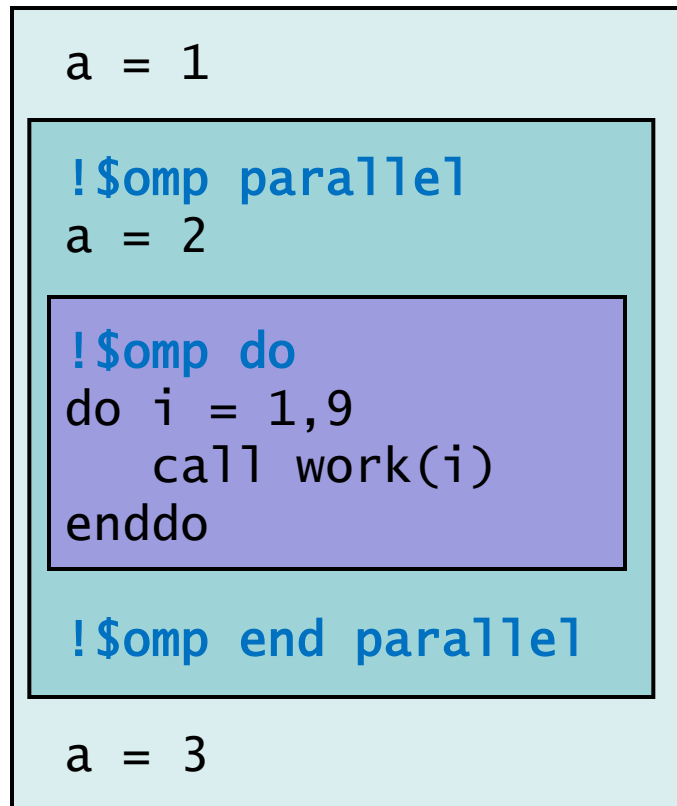 a = 1
!$omp parallel
a = 2
!$omp do
do i = 1,9
   call work(i)
enddo
!$omp end parallel
a = 3